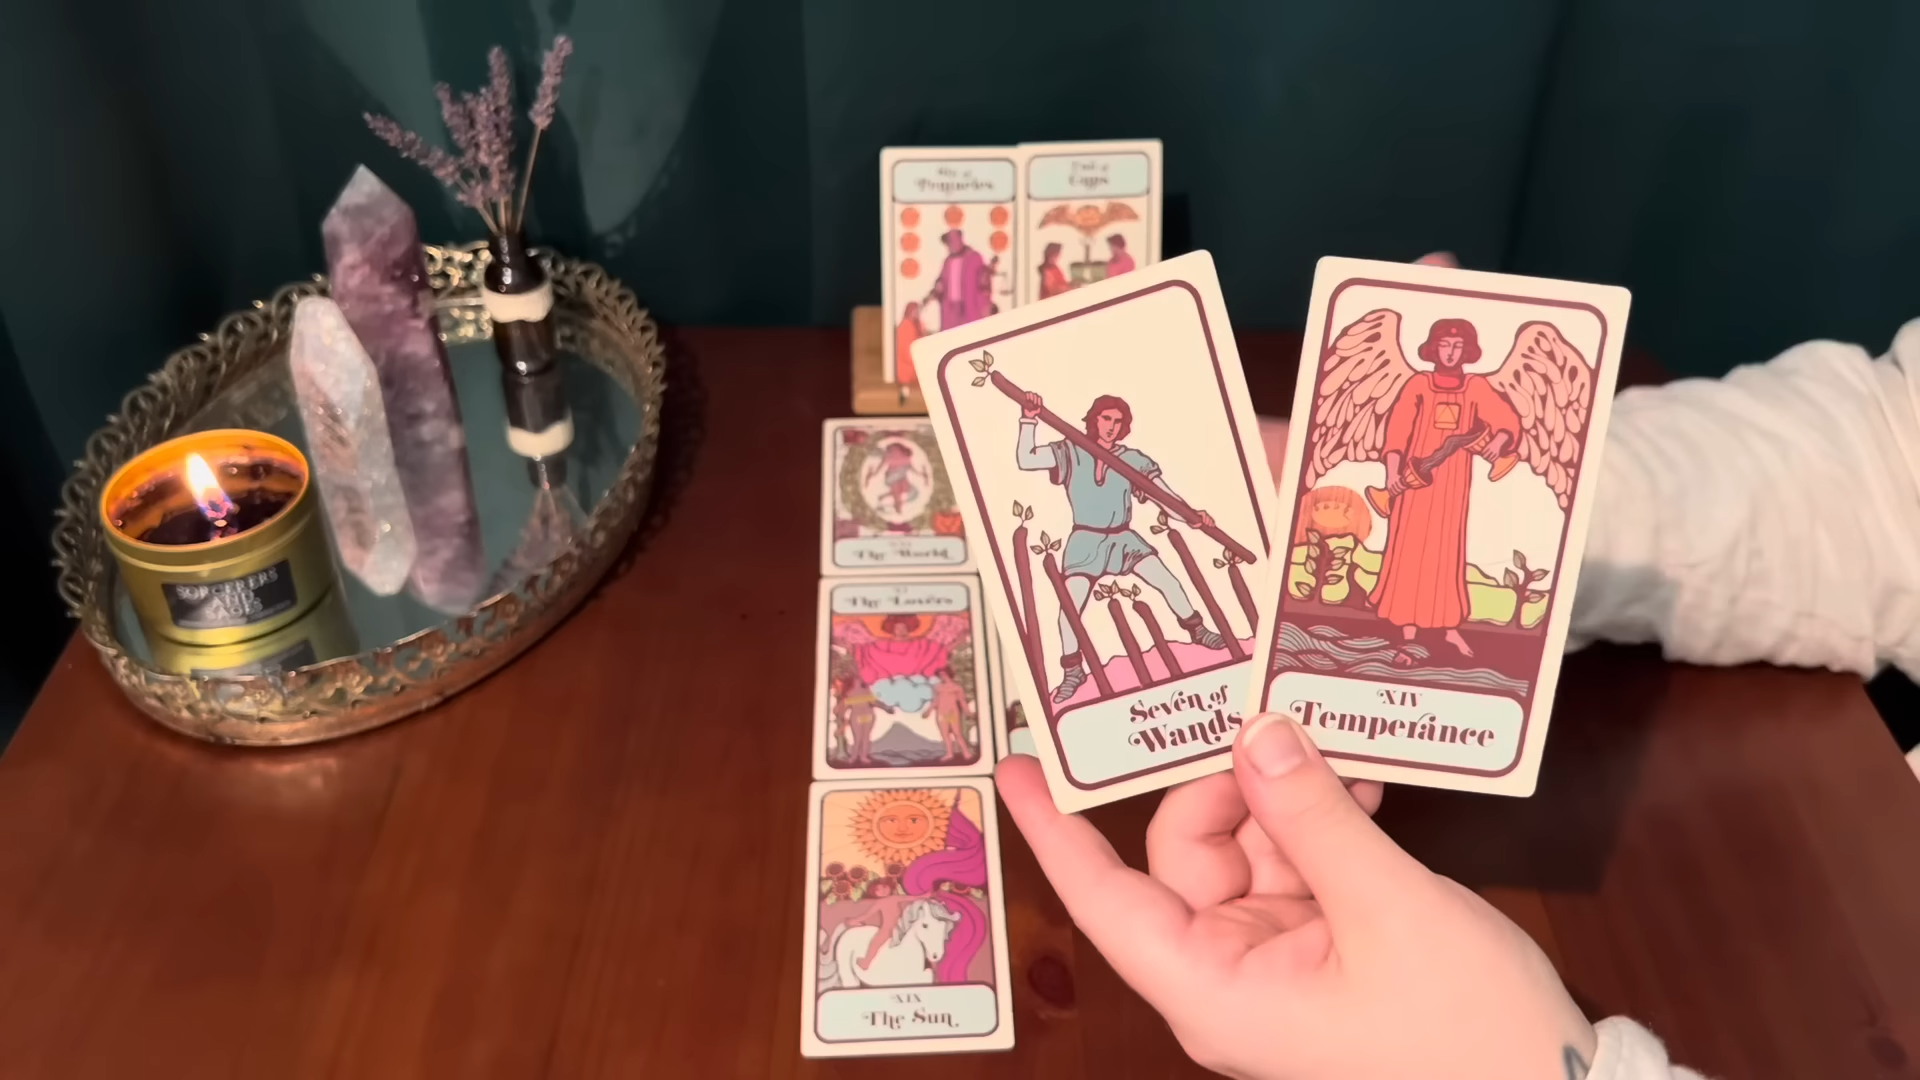 Six of
Pentacles
Two of
Cups
The World
VI
The Lovers
XIX
The Sun
Seven of
Wands
XIV
Temperance
SORCERERS
AND